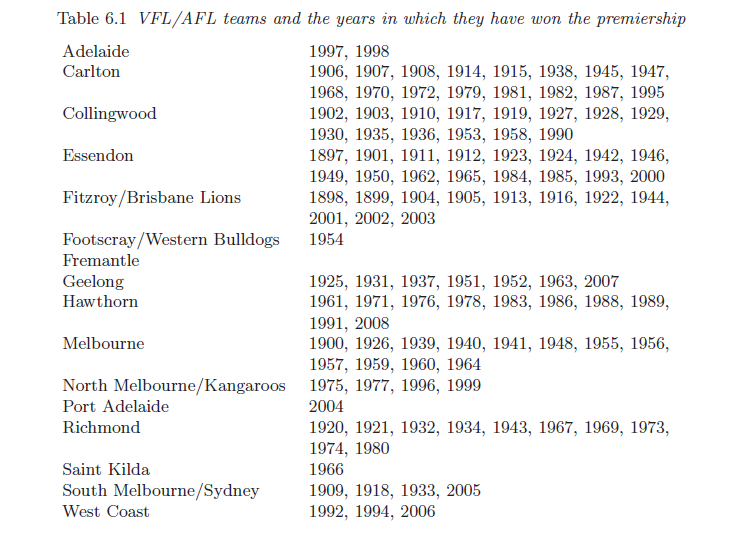 Table 6.1 VFL/AFL teams and the years in which they have won the premiership
Adelaide 1997, 1998
Carlton 1906, 1907, 1908, 1914, 1915, 1938, 1945, 1947,
1968, 1970, 1972, 1979, 1981, 1982, 1987, 1995
Collingwood 1902, 1903, 1910, 1917, 1919, 1927, 1928, 1929,
1930, 1935, 1936, 1953, 1958, 1990
Essendon 1897, 1901, 1911, 1912, 1923, 1924, 1942, 1946,
1949, 1950, 1962, 1965, 1984, 1985, 1993, 2000
Fitzroy/Brisbane Lions 1898, 1899, 1904, 1905, 1913, 1916, 1922, 1944,
2001, 2002, 2003
Footscray/Western Bulldogs 1954
Fremantle
Geelong 1925, 1931, 1937, 1951, 1952, 1963, 2007
Hawthorn 1961, 1971, 1976, 1978, 1983, 1986, 1988, 1989,
1991, 2008
Melbourne 1900, 1926, 1939, 1940, 1941, 1948, 1955, 1956,
1957, 1959, 1960, 1964
North Melbourne/Kangaroos 1975, 1977, 1996, 1999
Port Adelaide 2004
Richmond 1920, 1921, 1932, 1934, 1943, 1967, 1969, 1973,
1974, 1980
Saint Kilda 1966
South Melbourne/Sydney 1909, 1918, 1933, 2005
West Coast 1992, 1994, 2006